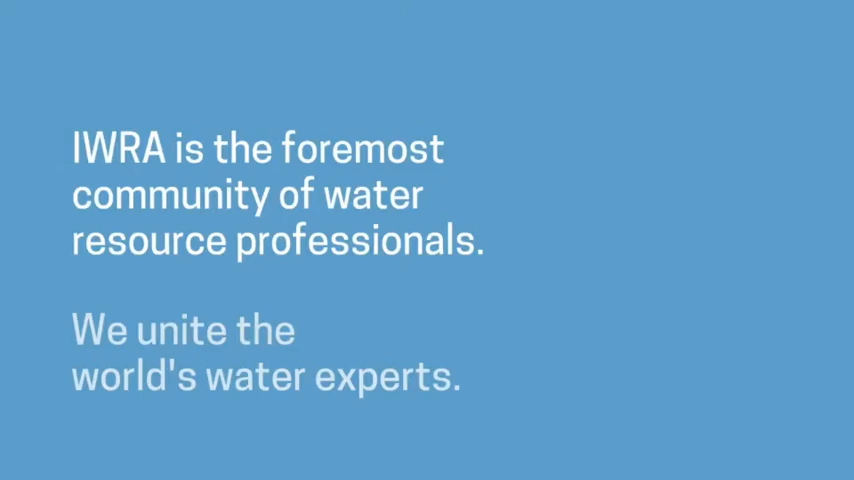 IWRA is the foremost
community of water
resource professionals.
We unite the
world's water experts.